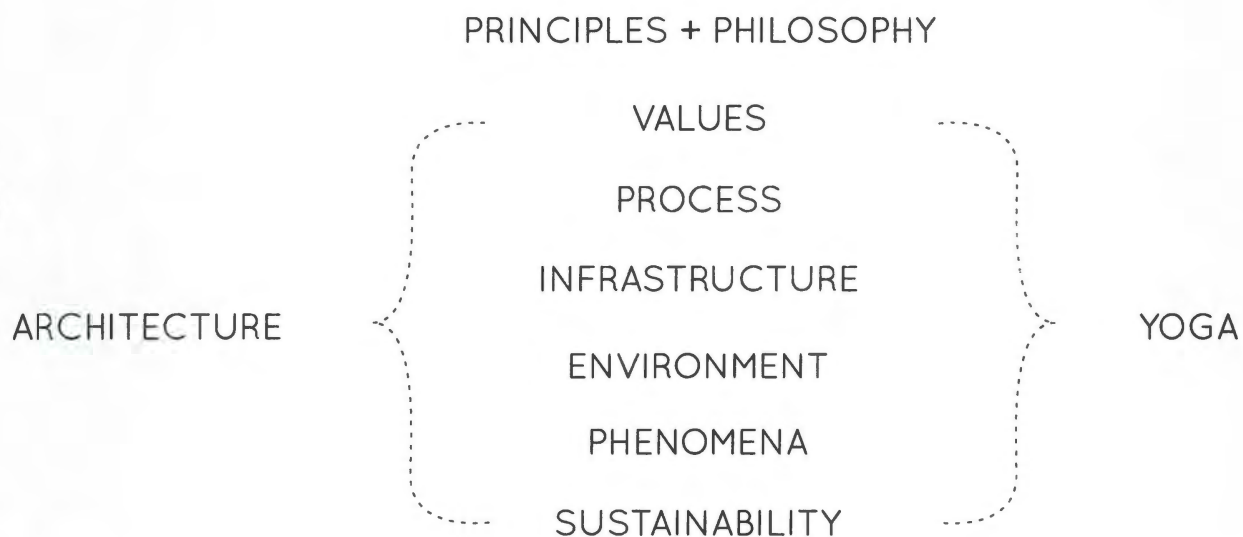 PRINCIPLES + PHILOSOPHY
VALUES
PROCESS
INFRASTRUCTURE
ARCHITECTURE
YOGA
ENVIRONMENT
PHENOMENA
SUSTAINABILITY